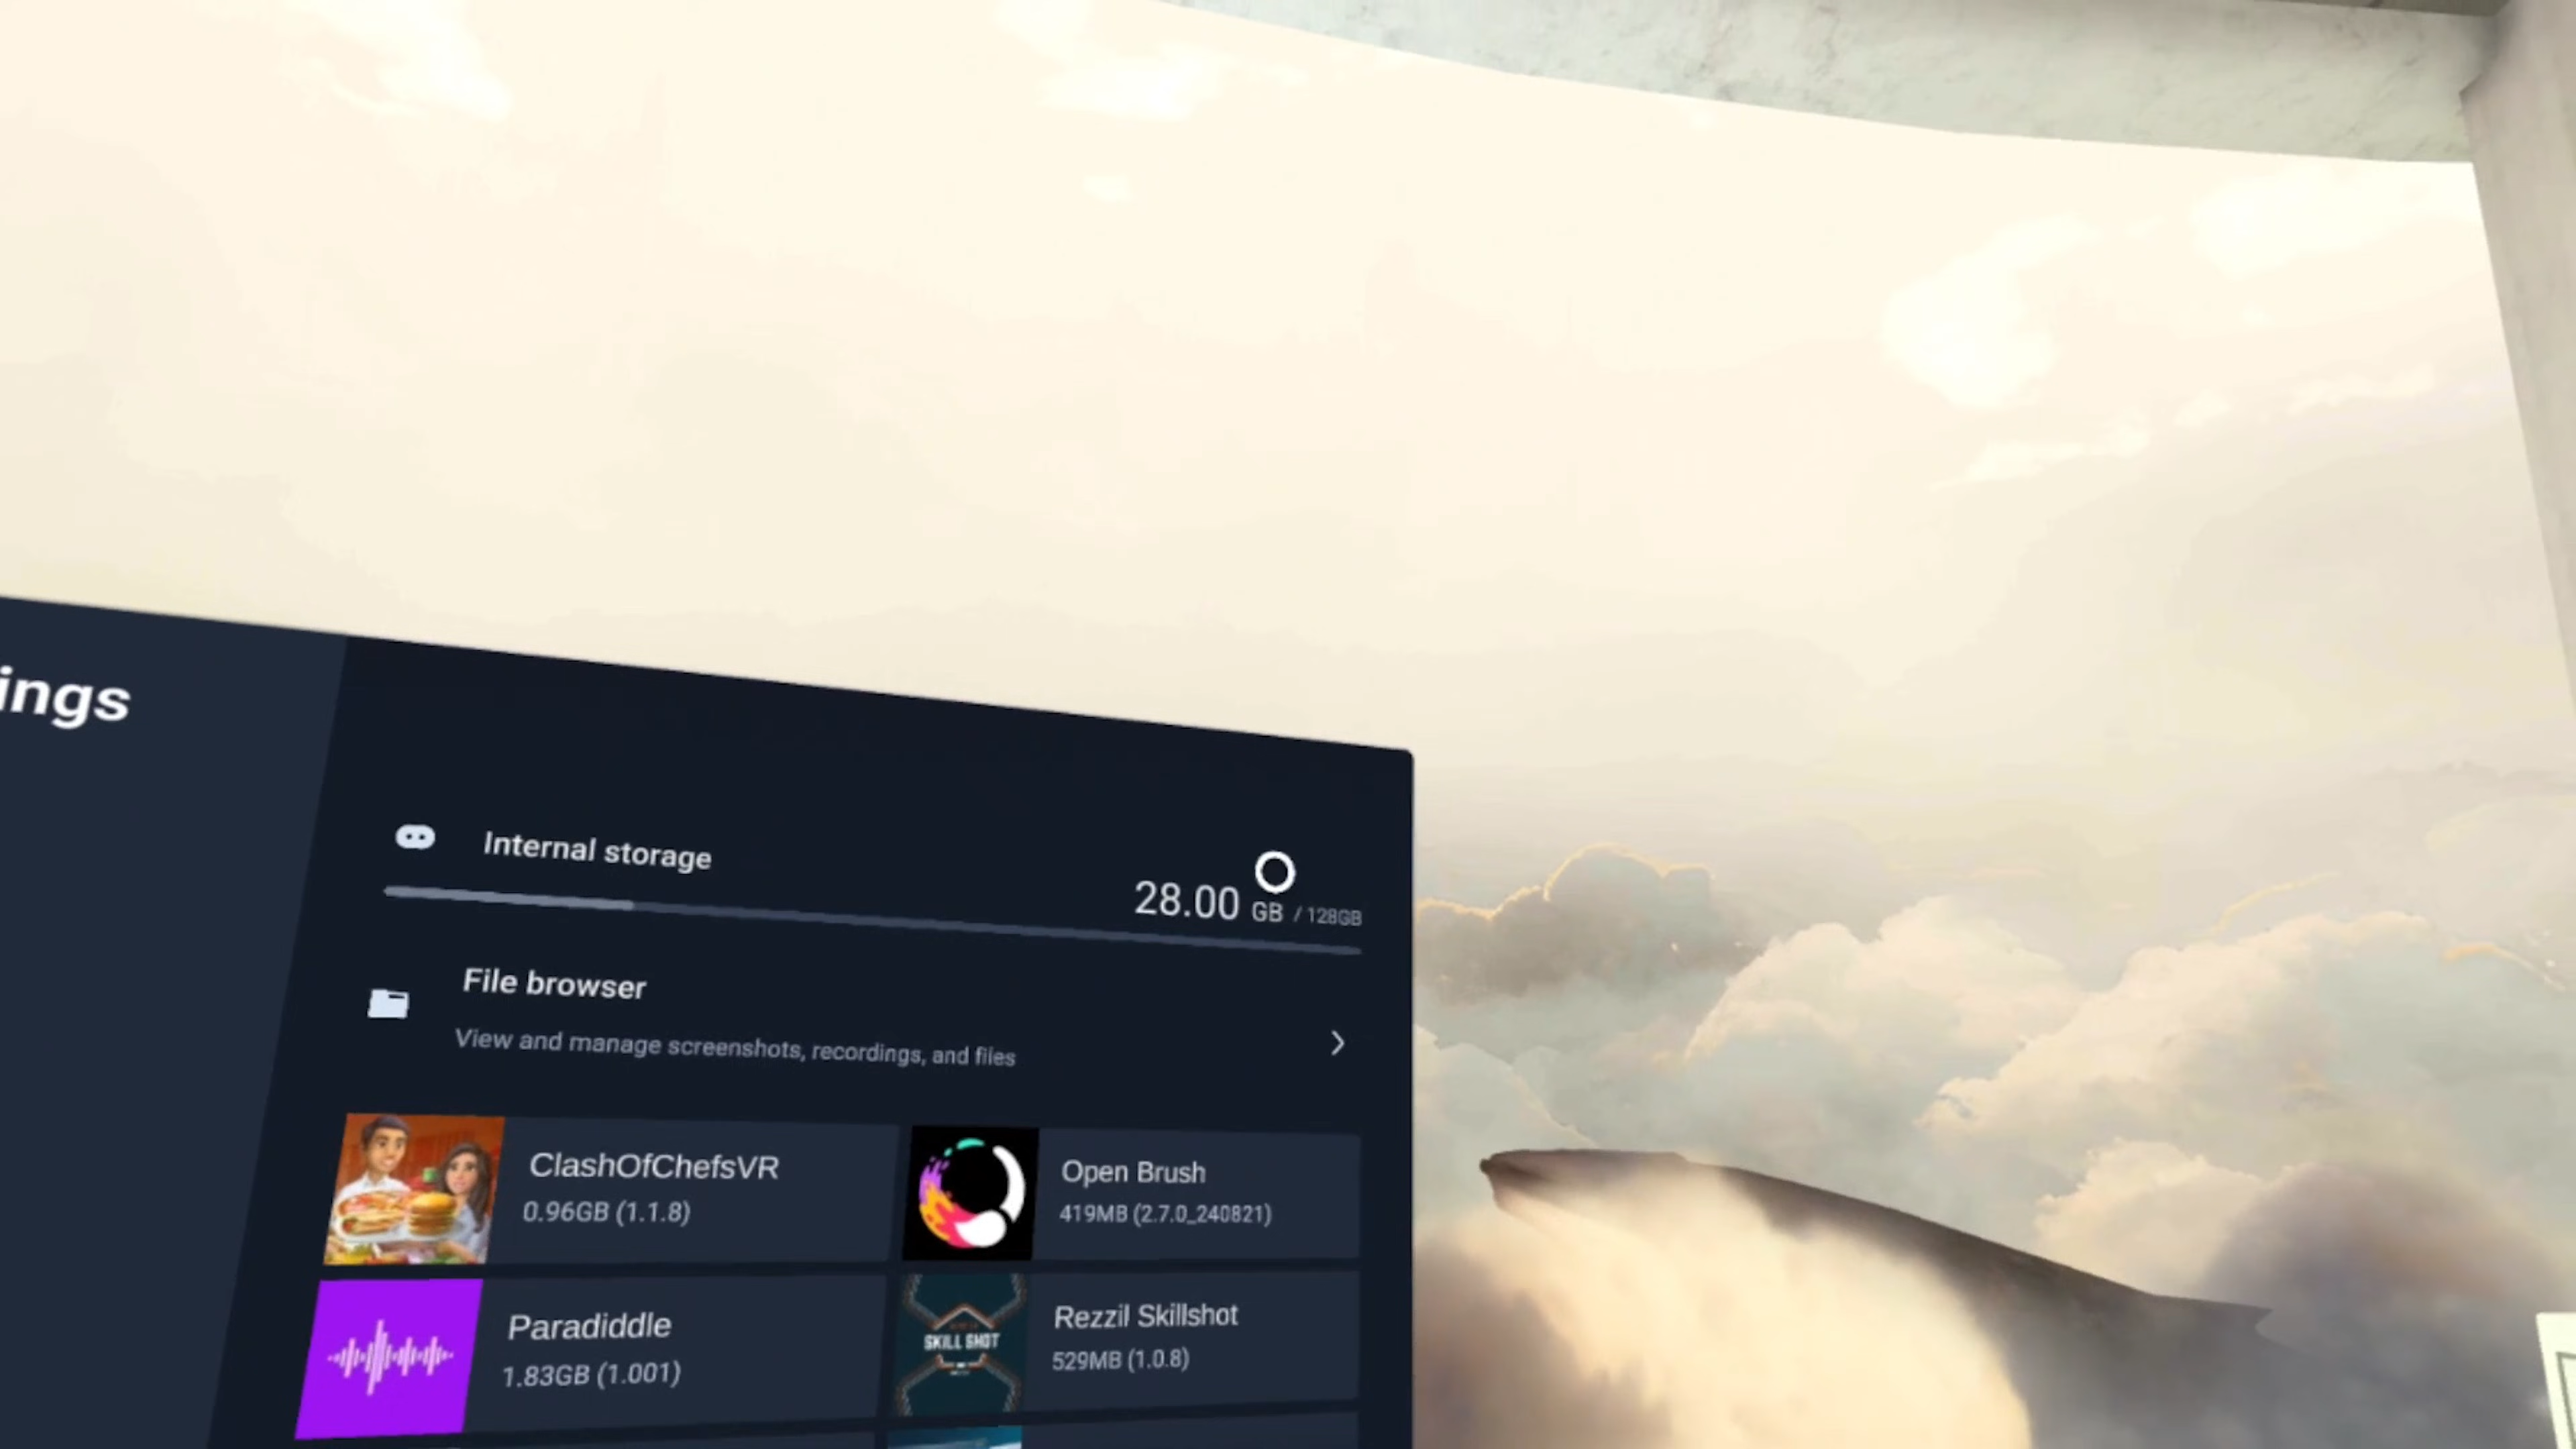 ings
Internal storage
28.00 GB / 128GB
File browser
View and manage screenshots, recordings, and files
ClashOfChefsVR
0.96GB (1.1.8)
Open Brush
419MB (2.7.0_240821)
Paradiddle
1.83GB (1.001)
SKILL SHOT
Rezzil Skillshot
529MB (1.0.8)